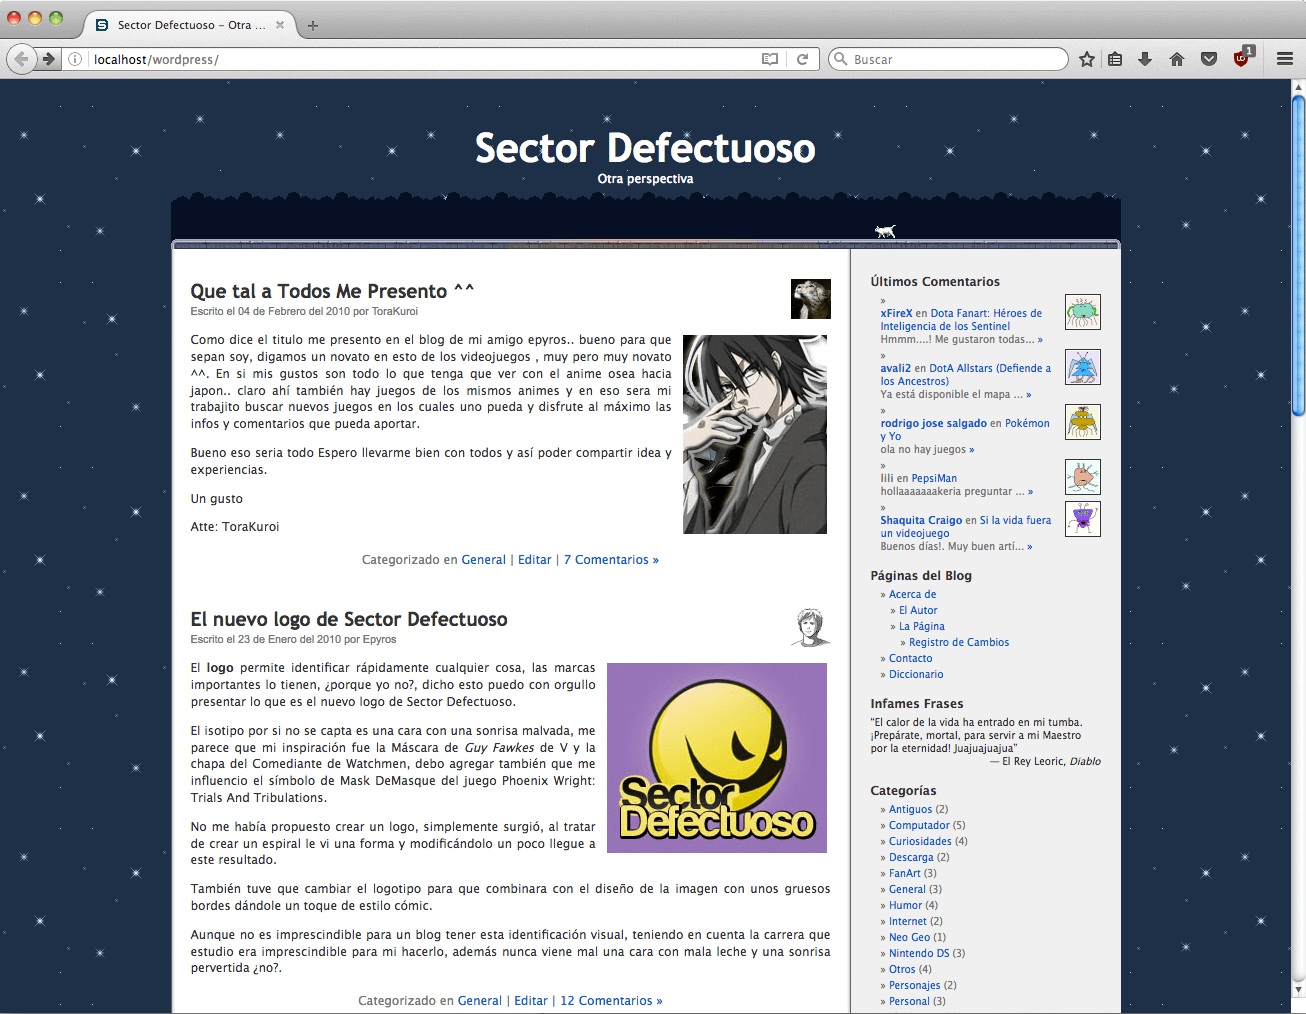 Sector Defectuoso – Otra ...
localhost/wordpress/
Buscar
1
Sector Defectuoso
Otra perspectiva
Que tal a Todos Me Presento ^^
Escrito el 04 de Febrero del 2010 por ToraKuroi
Como dice el titulo me presento en el blog de mi amigo epyros.. bueno para que
sepan soy, digamos un novato en esto de los videojuegos , muy pero muy novato
^^. En si mis gustos son todo lo que tenga que ver con el anime osea hacia
japon.. claro ahí también hay juegos de los mismos animes y en eso sera mi
trabajito buscar nuevos juegos en los cuales uno pueda y disfrute al máximo las
infos y comentarios que pueda aportar.
Bueno eso seria todo Espero llevarme bien con todos y así poder compartir idea y
experiencias.
Un gusto
Atte: ToraKuroi
Categorizado en General | Editar | 7 Comentarios »
El nuevo logo de Sector Defectuoso
Escrito el 23 de Enero del 2010 por Epyros
El logo permite identificar rápidamente cualquier cosa, las marcas
importantes lo tienen, ¿porque yo no?, dicho esto puedo con orgullo
presentar lo que es el nuevo logo de Sector Defectuoso.
El isotipo por si no se capta es una cara con una sonrisa malvada, me
parece que mi inspiración fue la Máscara de Guy Fawkes de V y la
chapa del Comediante de Watchmen, debo agregar también que me
influencio el símbolo de Mask DeMasque del juego Phoenix Wright:
Trials And Tribulations.
No me había propuesto crear un logo, simplemente surgió, al tratar
de crear un espiral le vi una forma y modificándolo un poco llegue a
este resultado.
Sector
Defectuoso
También tuve que cambiar el logotipo para que combinara con el diseño de la imagen con unos gruesos
bordes dándole un toque de estilo cómic.
Aunque no es imprescindible para un blog tener esta identificación visual, teniendo en cuenta la carrera que
estudio era imprescindible para mi hacerlo, además nunca viene mal una cara con mala leche y una sonrisa
pervertida ¿no?.
Categorizado en General | Editar | 12 Comentarios »
Últimos Comentarios
»
xFireX en Dota Fanart: Héroes de
Inteligencia de los Sentinel
Hmmm....! Me gustaron todas... »
»
avali2 en DotA Allstars (Defiende a
los Ancestros)
Ya está disponible el mapa ... »
»
rodrigo jose salgado en Pokémon
y Yo
ola no hay juegos »
»
lili en PepsiMan
hollaaaaaaakeria preguntar ... »
»
Shaquita Craigo en Si la vida fuera
un videojuego
Buenos días!. Muy buen artí... »
Páginas del Blog
» Acerca de
» El Autor
» La Página
» Registro de Cambios
» Contacto
» Diccionario
Infames Frases
“El calor de la vida ha entrado en mi tumba.
¡Prepárate, mortal, para servir a mi Maestro
por la eternidad! Juajuajuajua”
— El Rey Leoric, Diablo
Categorías
» Antiguos (2)
» Computador (5)
» Curiosidades (4)
» Descarga (2)
» FanArt (3)
» General (3)
» Humor (4)
» Internet (2)
» Neo Geo (1)
» Nintendo DS (3)
» Otros (4)
» Personajes (2)
» Personal (3)